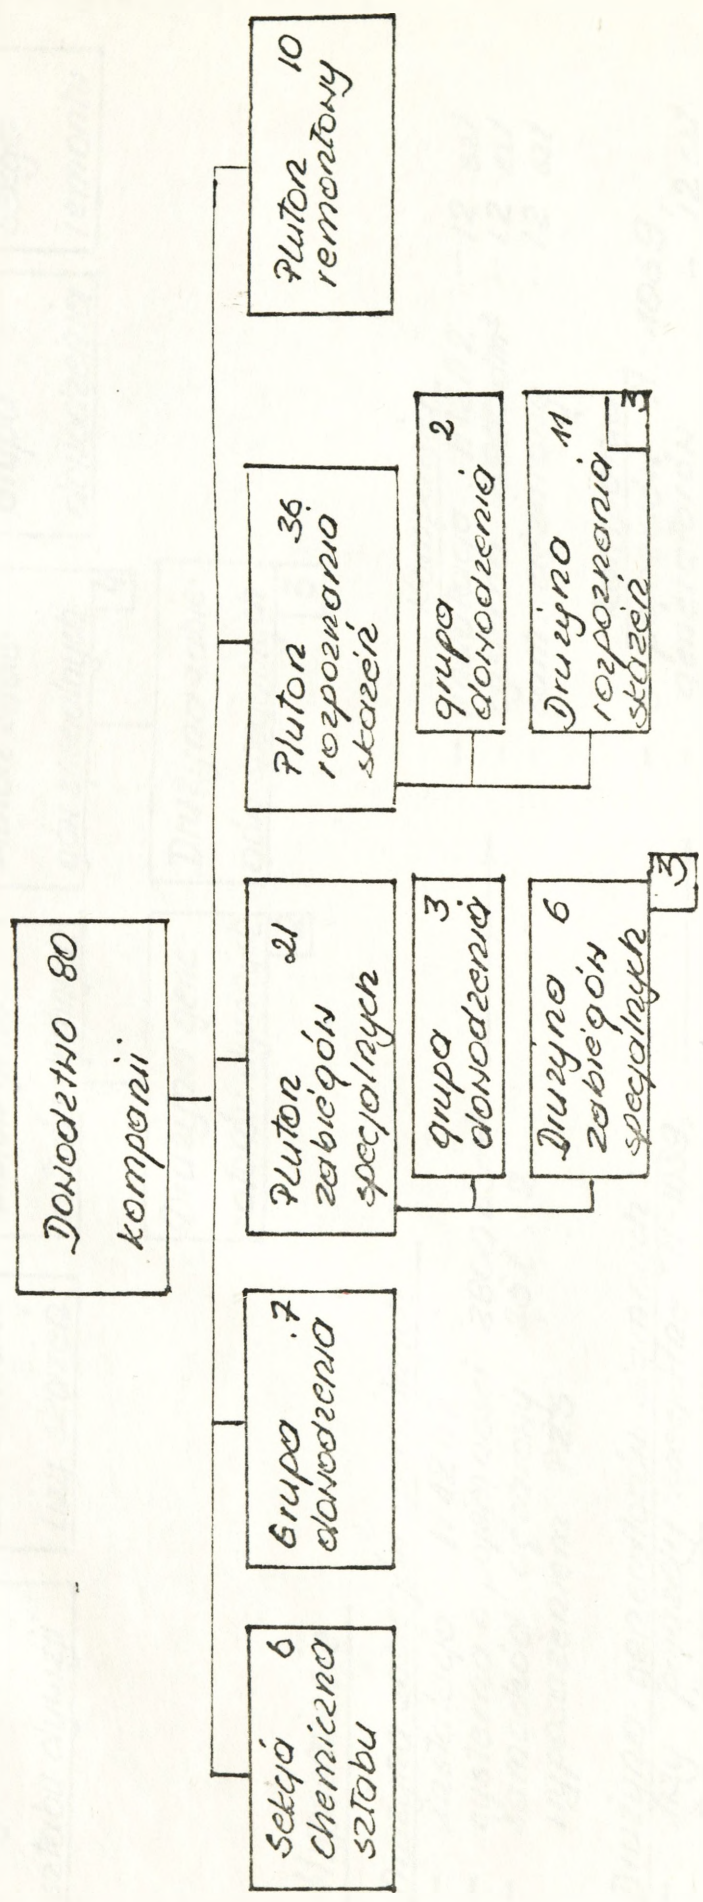 Dowodztwo 80
kompanii
Sekcja 6
chemiczna
sztabu
Grupa 7
dowodzenia
Pluton 21
zabiegów
specjalnych
grupa 3
dowodzenia
Drużyna 6
zabiegów
specjalnych
3
Pluton 36
rozpoznania
skażeń
grupa 2
dowodzenia
Drużyna 11
rozpoznania
skażeń
3
Pluton 10
remontowy